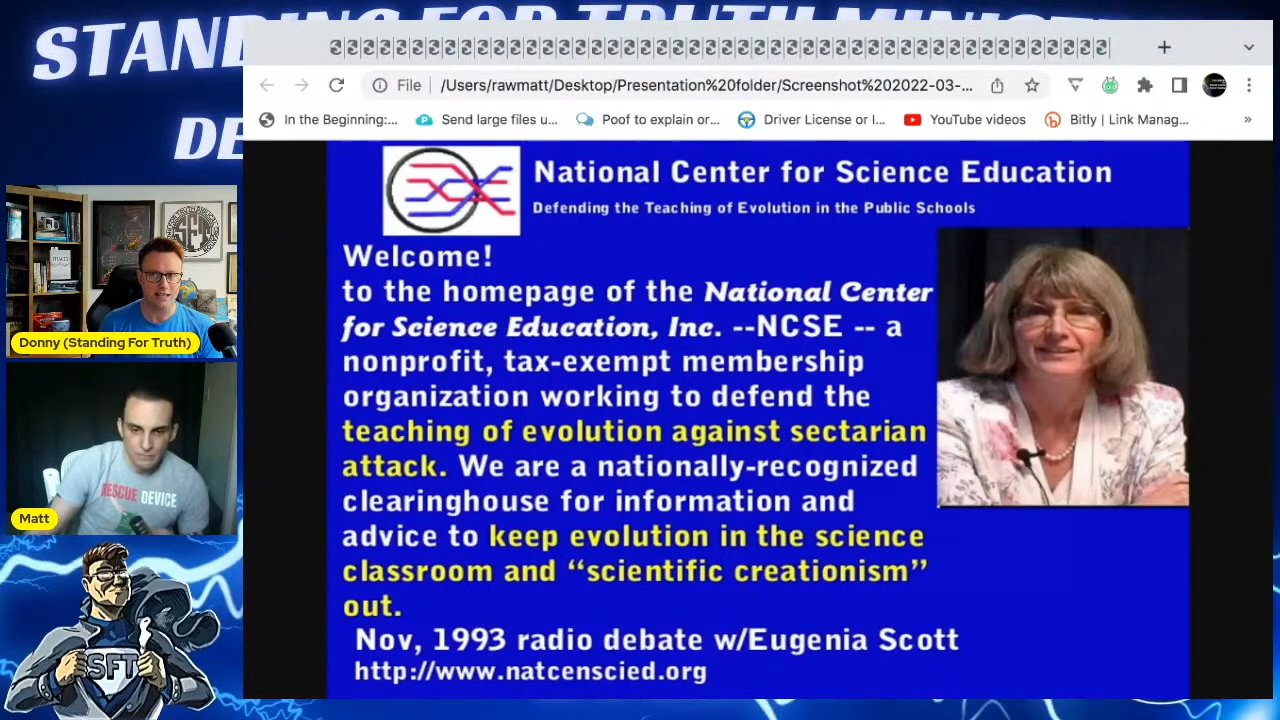 STANDING FOR TRUTH
DE
File
/Users/rawmatt/Desktop/Presentation%20folder/Screenshot%202022-03-...
In the Beginning:...
Send large files u...
Poof to explain or...
Driver License or I...
YouTube videos
Bitly | Link Manag...
»
National Center for Science Education
Defending the Teaching of Evolution in the Public Schools
Welcome!
to the homepage of the National Center
for Science Education, Inc. --NCSE -- a
nonprofit, tax-exempt membership
organization working to defend the
teaching of evolution against sectarian
attack. We are a nationally-recognized
clearinghouse for information and
advice to keep evolution in the science
classroom and “scientific creationism”
out.
Nov, 1993 radio debate w/Eugenia Scott
http://www.natcenscied.org
SFT
Donny (Standing For Truth)
RESCUE DEVICE
Matt
SFT